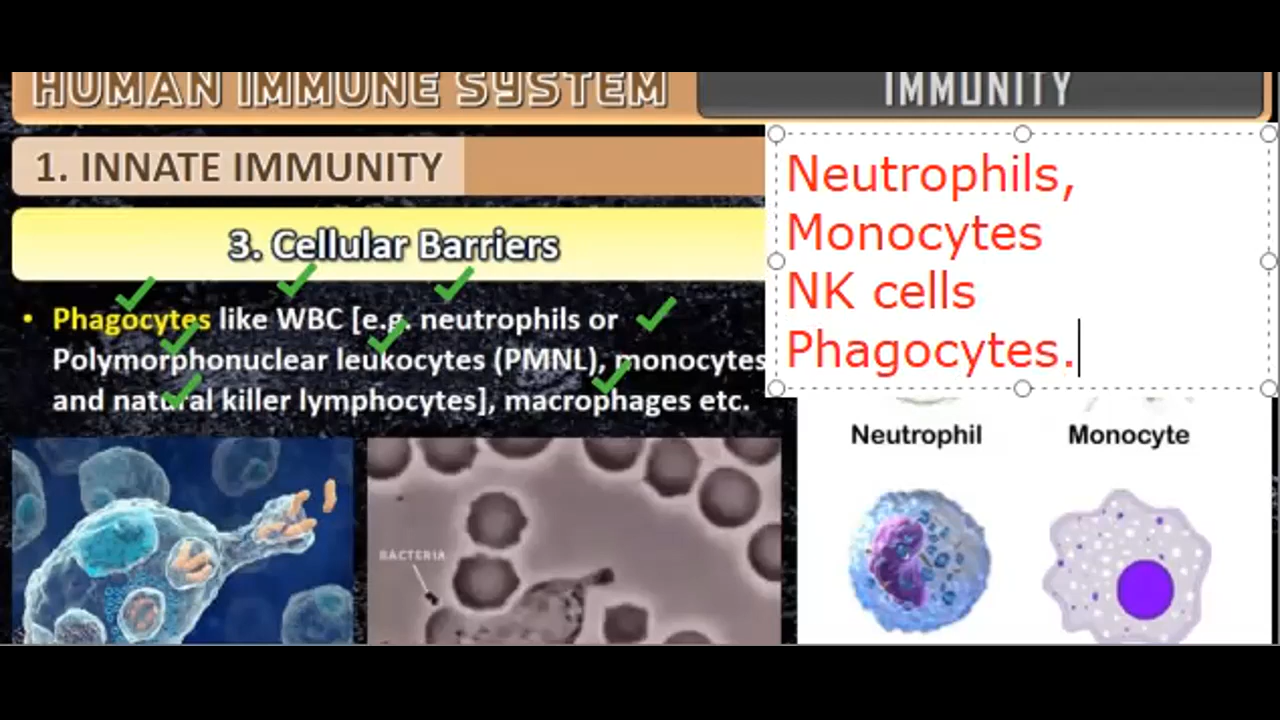 HUMAN IMMUNE SYSTEM
IMMUNITY
1. INNATE IMMUNITY
3. Cellular Barriers
• Phagocytes like WBC [e.g. neutrophils or
Polymorphonuclear leukocytes (PMNL), monocytes
and natural killer lymphocytes], macrophages etc.
Neutrophils,
Monocytes
NK cells
Phagocytes.
BACTERIA
Neutrophil
Monocyte